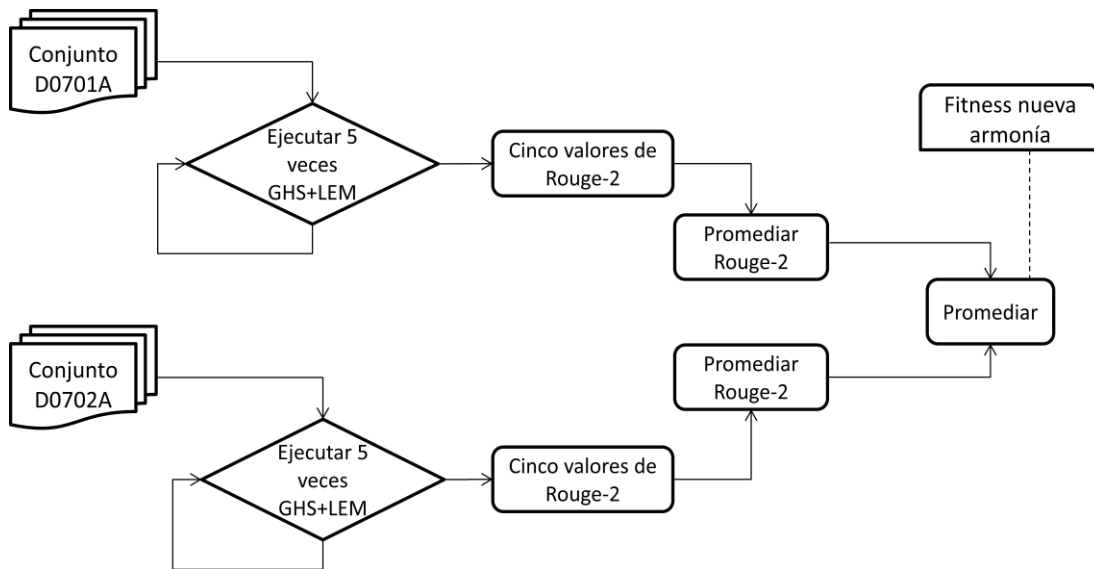 Conjunto
D0701A
Ejecutar 5
veces
GHS+LEM
Cinco valores de
Rouge-2
Promediar
Rouge-2
Fitness nueva
armonía
Promediar
Conjunto
D0702A
Ejecutar 5
veces
GHS+LEM
Cinco valores de
Rouge-2
Promediar
Rouge-2